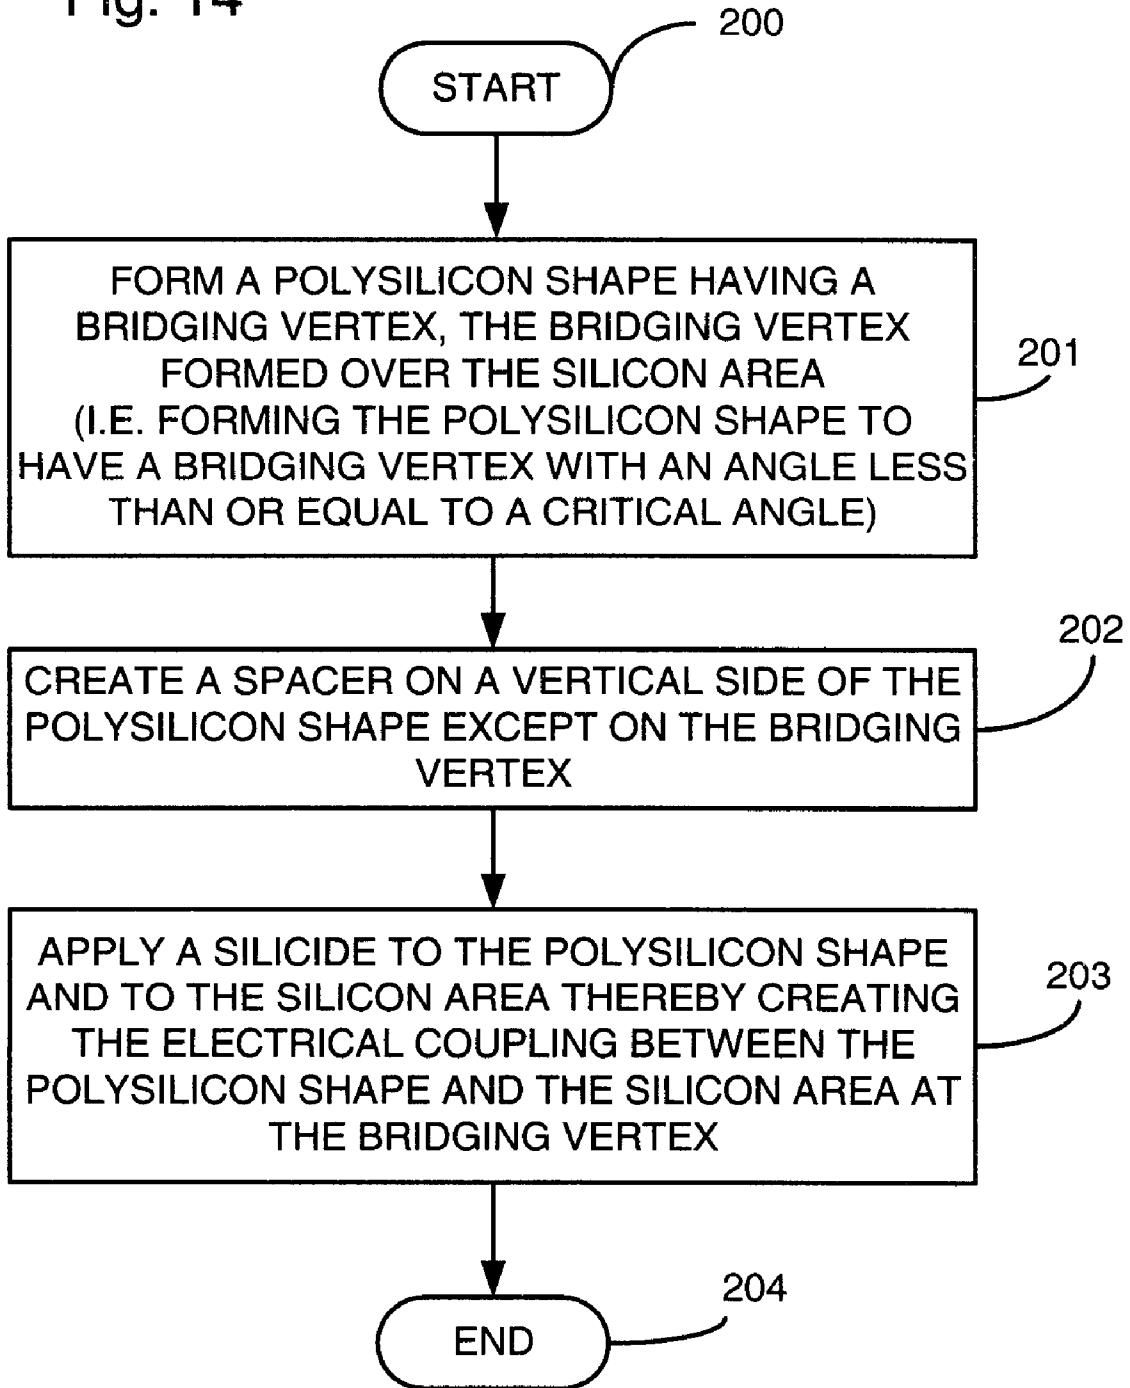 Fig. 14
200
START
FORM A POLYSILICON SHAPE HAVING A
BRIDGING VERTEX, THE BRIDGING VERTEX
FORMED OVER THE SILICON AREA
(I.E. FORMING THE POLYSILICON SHAPE TO
HAVE A BRIDGING VERTEX WITH AN ANGLE LESS
THAN OR EQUAL TO A CRITICAL ANGLE)
201
202
CREATE A SPACER ON A VERTICAL SIDE OF THE
POLYSILICON SHAPE EXCEPT ON THE BRIDGING
VERTEX
APPLY A SILICIDE TO THE POLYSILICON SHAPE
AND TO THE SILICON AREA THEREBY CREATING
THE ELECTRICAL COUPLING BETWEEN THE
POLYSILICON SHAPE AND THE SILICON AREA AT
THE BRIDGING VERTEX
203
204
END